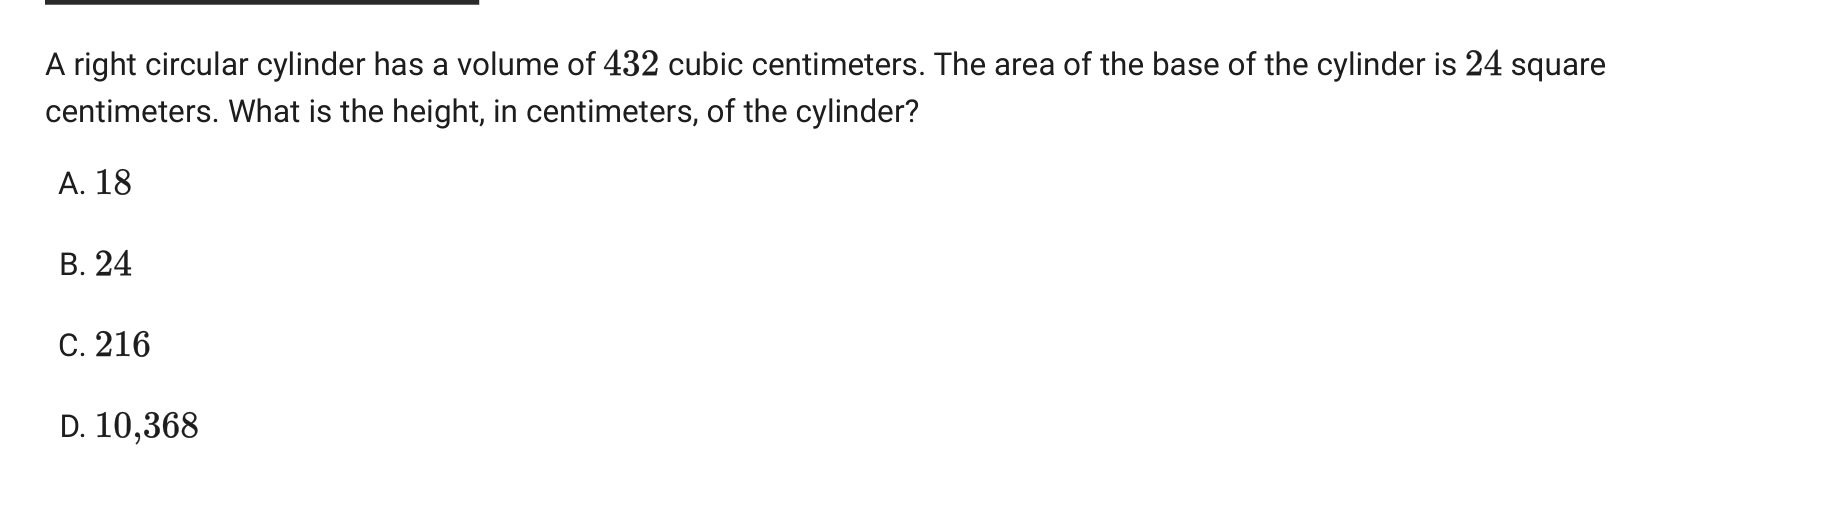 A right circular cylinder has a volume of 432 cubic centimeters. The area of the base of the cylinder is 24 square
centimeters. What is the height, in centimeters, of the cylinder?
A. 18
B. 24
C. 216
D. 10,368